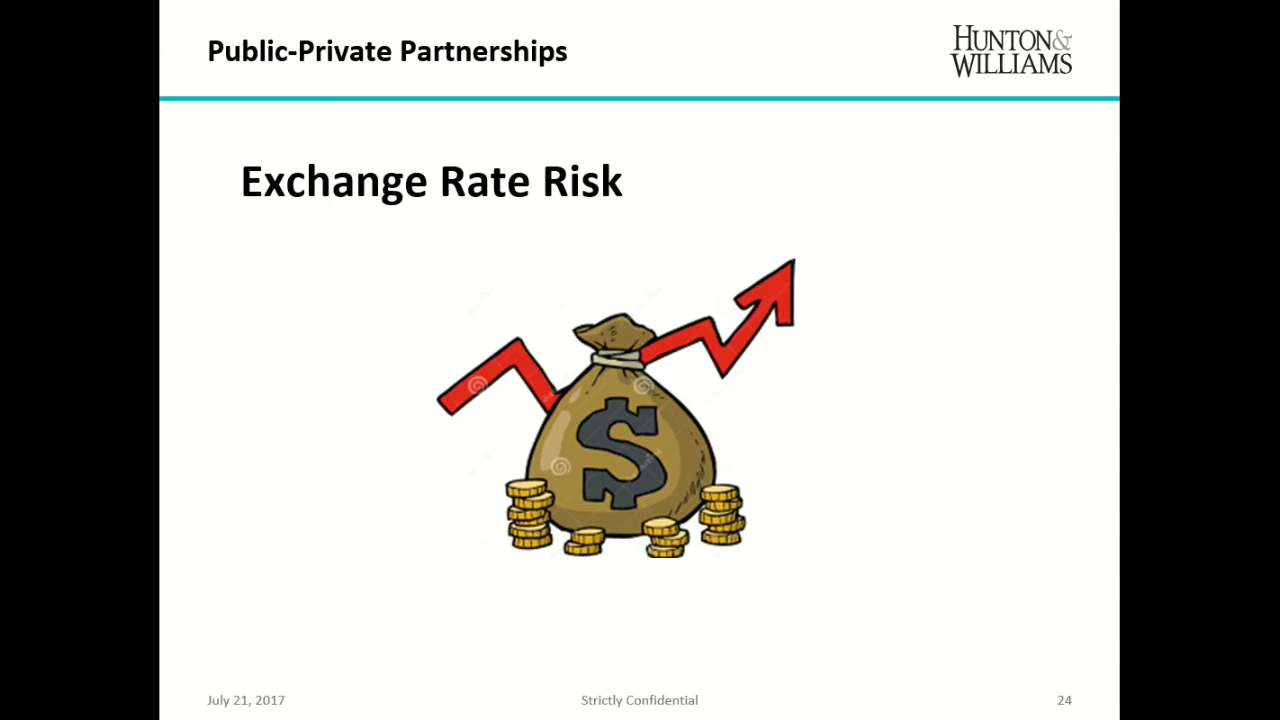 Public-Private Partnerships
HUNTON&
WILLIAMS
Exchange Rate Risk
$
July 21, 2017
Strictly Confidential
24